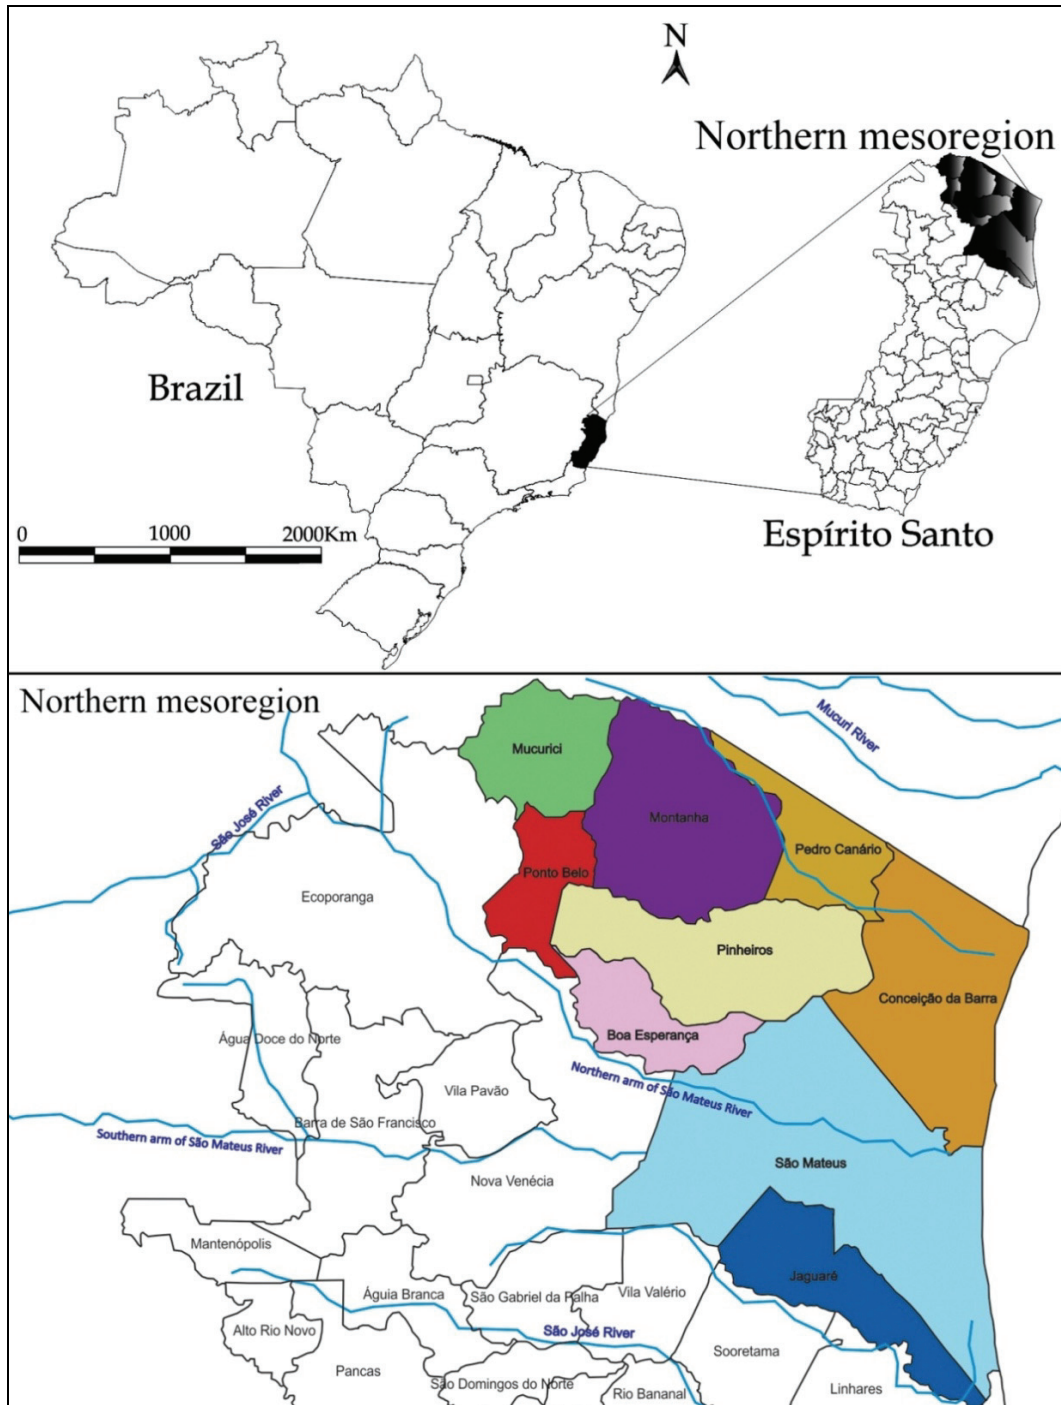 N
Northern mesoregion
Brazil
Espírito Santo
0 1000 2000Km
Northern mesoregion
Mucurici
Mucuri River
São José River
Montanha
Pedro Canário
Ponto Belo
Ecoporanga
Pinheiros
Conceição da Barra
Boa Esperança
Água Doce do Norte
Northern arm of São Mateus River
Vila Pavão
Barra de São Francisco
Southern arm of São Mateus River
São Mateus
Nova Venécia
Mantenópolis
Jaguaré
Águia Branca
São Gabriel da Palha
Vila Valério
Alto Rio Novo
São José River
Sooretama
Pancas
São Domingos do Norte
Rio Bananal
Linhares